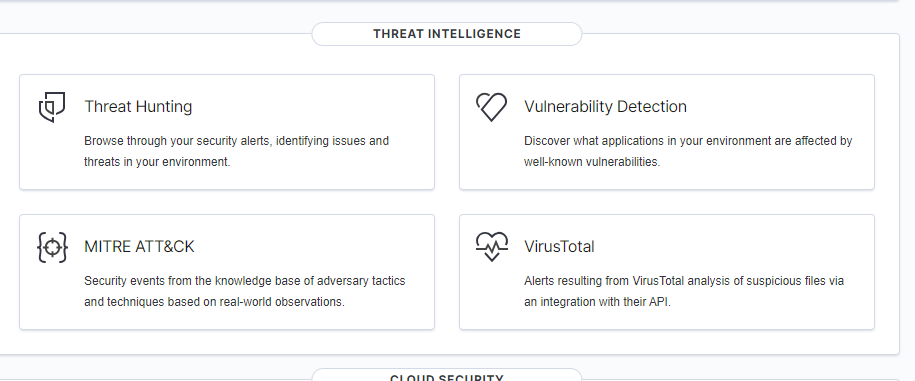 THREAT INTELLIGENCE
Threat Hunting
Browse through your security alerts, identifying issues and
threats in your environment.
Vulnerability Detection
Discover what applications in your environment are affected by
well-known vulnerabilities.
MITRE ATT&CK
Security events from the knowledge base of adversary tactics
and techniques based on real-world observations.
VirusTotal
Alerts resulting from VirusTotal analysis of suspicious files via
an integration with their API.
CLOUD SECURITY